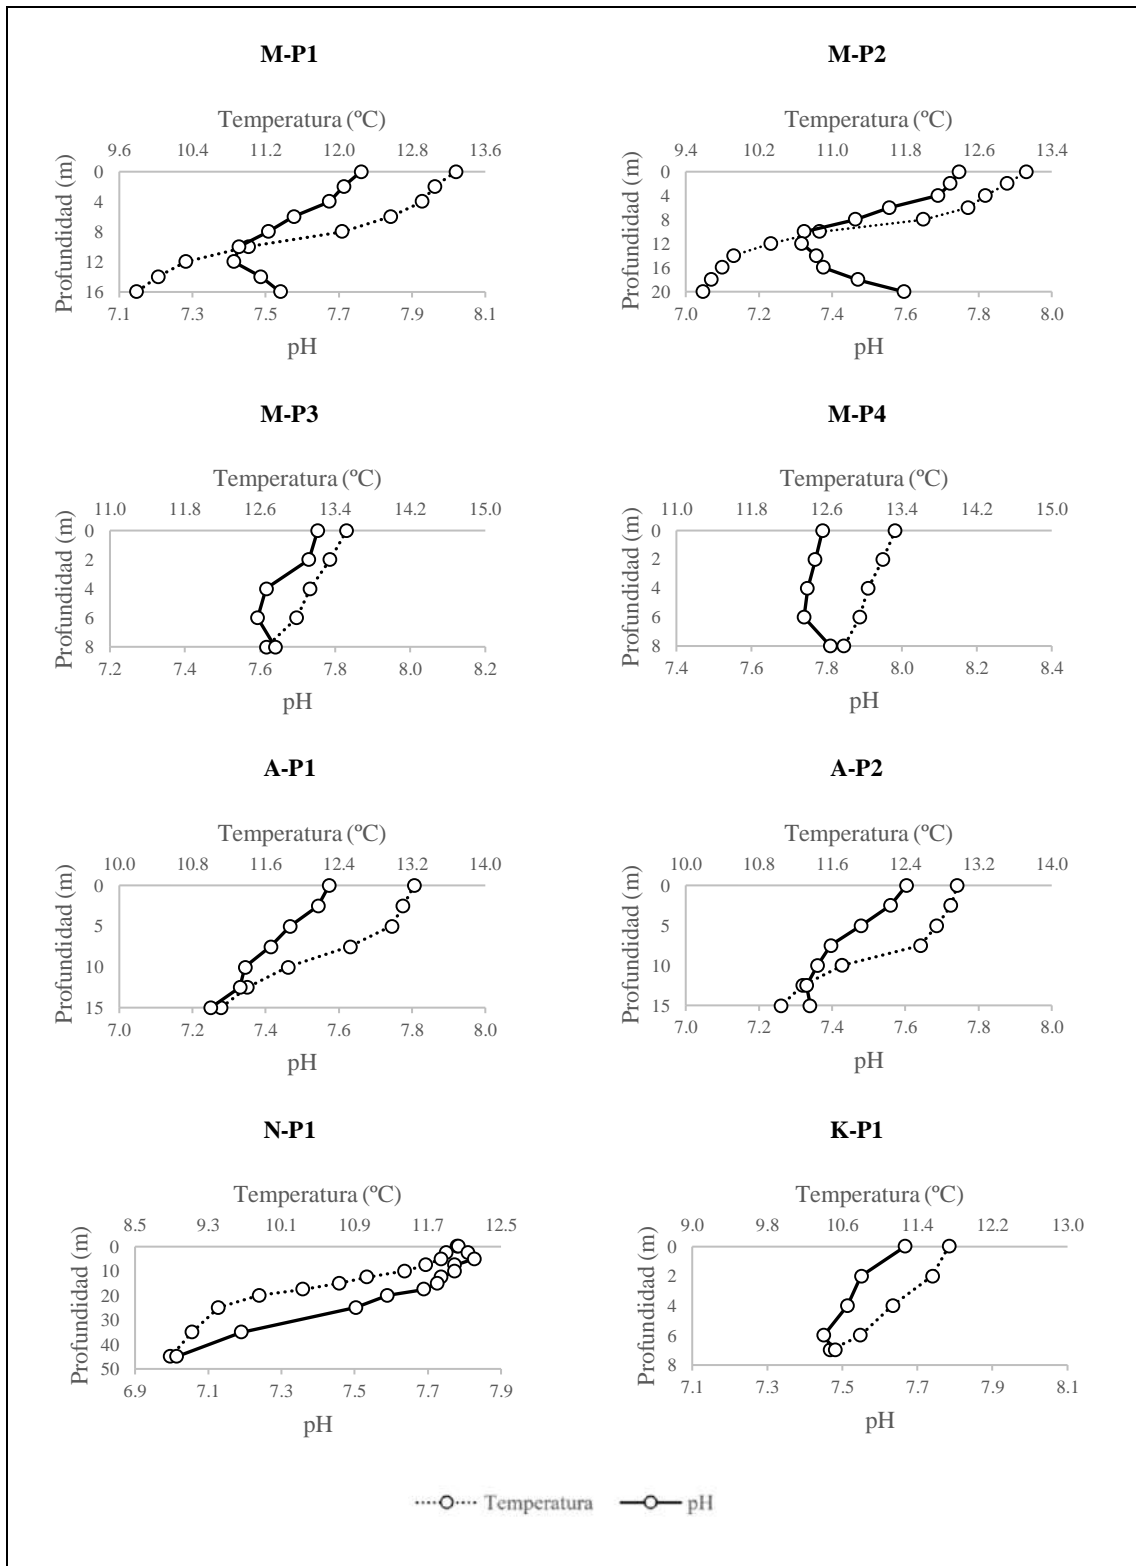 M-P1
Temperatura (ºC)
9.6 10.4 11.2 12.0 12.8 13.6
Profundidad (m)
0
4
8
12
16
7.1 7.3 7.5 7.7 7.9 8.1
pH
M-P2
Temperatura (ºC)
9.4 10.2 11.0 11.8 12.6 13.4
Profundidad (m)
0
4
8
12
16
20
7.0 7.2 7.4 7.6 7.8 8.0
pH
M-P3
Temperatura (ºC)
11.0 11.8 12.6 13.4 14.2 15.0
Profundidad (m)
0
2
4
6
8
7.2 7.4 7.6 7.8 8.0 8.2
pH
M-P4
Temperatura (ºC)
11.0 11.8 12.6 13.4 14.2 15.0
Profundidad (m)
0
2
4
6
8
7.4 7.6 7.8 8.0 8.2 8.4
pH
A-P1
Temperatura (ºC)
10.0 10.8 11.6 12.4 13.2 14.0
Profundidad (m)
0
5
10
15
7.0 7.2 7.4 7.6 7.8 8.0
pH
A-P2
Temperatura (ºC)
10.0 10.8 11.6 12.4 13.2 14.0
Profundidad (m)
0
5
10
15
7.0 7.2 7.4 7.6 7.8 8.0
pH
N-P1
Temperatura (ºC)
8.5 9.3 10.1 10.9 11.7 12.5
Profundidad (m)
0
10
20
30
40
50
6.9 7.1 7.3 7.5 7.7 7.9
pH
K-P1
Temperatura (ºC)
9.0 9.8 10.6 11.4 12.2 13.0
Profundidad (m)
0
2
4
6
8
7.1 7.3 7.5 7.7 7.9 8.1
pH
Temperatura pH